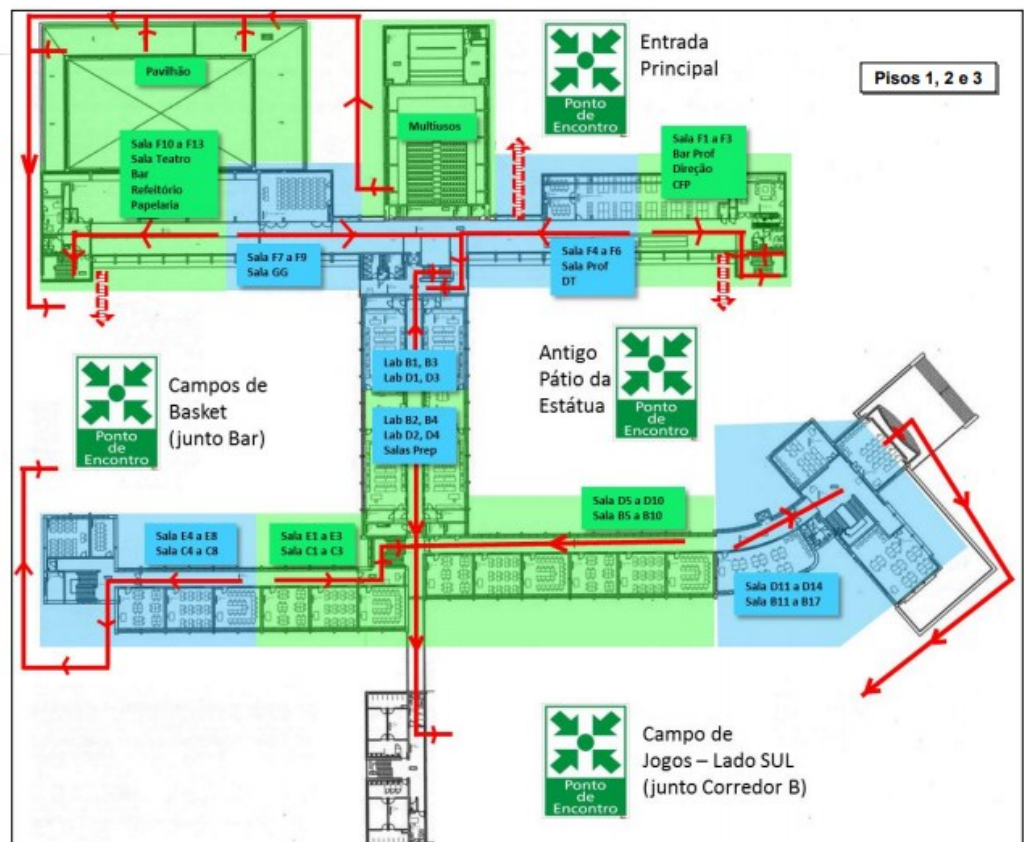 Ponto
de
Encontro
Entrada
Principal
Pisos 1, 2 e 3
Pavilhão
Multiusos
Sala F10 a F13
Sala Teatro
Bar
Refeitório
Papelaria
Sala F1 a F3
Bar Prof
Direção
CFP
Sala F7 a F9
Sala GG
Sala F4 a F6
Sala Prof
DT
Lab B1, B3
Lab D1, D3
Ponto
de
Encontro
Campos de
Basket
(junto Bar)
Antigo
Pátio da
Estátua
Ponto
de
Encontro
Lab B2, B4
Lab D2, D4
Salas Prep
Sala D5 a D10
Sala B5 a B10
Sala E4 a E8
Sala C4 a C8
Sala E1 a E3
Sala C1 a C3
Sala D11 a D14
Sala B11 a B17
Ponto
de
Encontro
Campo de
Jogos – Lado SUL
(junto Corredor B)